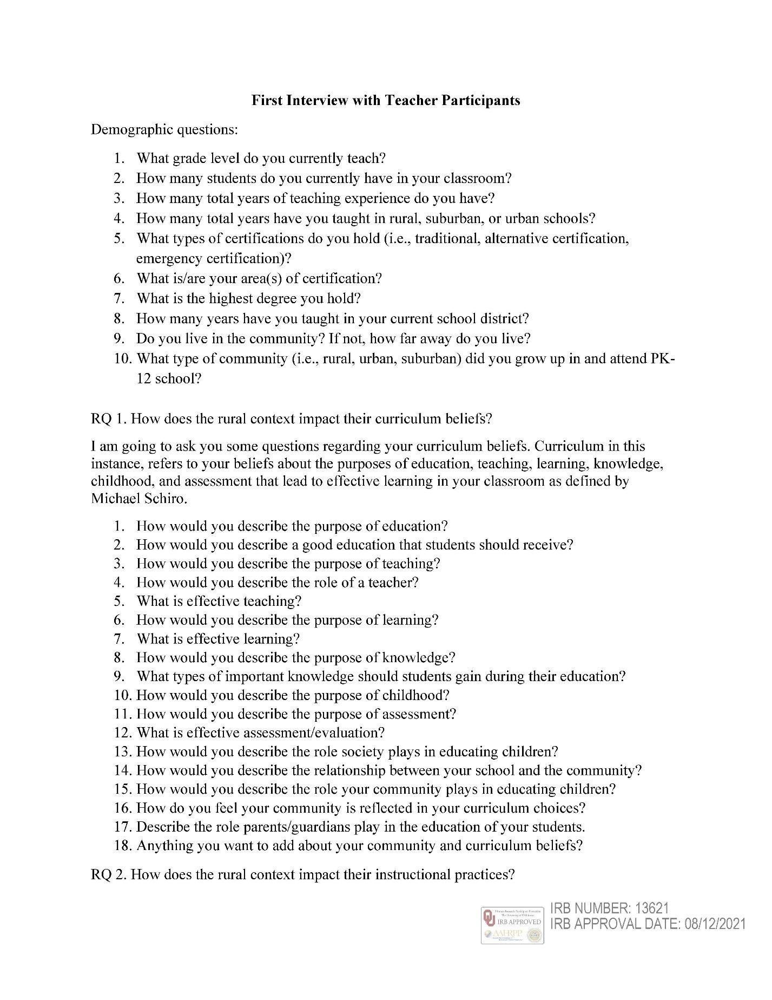 First Interview with Teacher Participants
Demographic questions:
1. What grade level do you currently teach?
2. How many students do you currently have in your classroom?
3. How many total years of teaching experience do you have?
4. How many total years have you taught in rural, suburban, or urban schools?
5. What types of certifications do you hold (i.e., traditional, alternative certification,
emergency certification)?
6. What is/are your area(s) of certification?
7. What is the highest degree you hold?
8. How many years have you taught in your current school district?
9. Do you live in the community? If not, how far away do you live?
10. What type of community (i.e., rural, urban, suburban) did you grow up in and attend PK-
12 school?
RQ 1. How does the rural context impact their curriculum beliefs?
I am going to ask you some questions regarding your curriculum beliefs. Curriculum in this
instance, refers to your beliefs about the purposes of education, teaching, learning, knowledge,
childhood, and assessment that lead to effective learning in your classroom as defined by
Michael Schiro.
1. How would you describe the purpose of education?
2. How would you describe a good education that students should receive?
3. How would you describe the purpose of teaching?
4. How would you describe the role of a teacher?
5. What is effective teaching?
6. How would you describe the purpose of learning?
7. What is effective learning?
8. How would you describe the purpose of knowledge?
9. What types of important knowledge should students gain during their education?
10. How would you describe the purpose of childhood?
11. How would you describe the purpose of assessment?
12. What is effective assessment/evaluation?
13. How would you describe the role society plays in educating children?
14. How would you describe the relationship between your school and the community?
15. How would you describe the role your community plays in educating children?
16. How do you feel your community is reflected in your curriculum choices?
17. Describe the role parents/guardians play in the education of your students.
18. Anything you want to add about your community and curriculum beliefs?
RQ 2. How does the rural context impact their instructional practices?
Human Research Participant Protection
The University of Oklahoma
IRB APPROVED
AAHRPP
IRB NUMBER: 13621
IRB APPROVAL DATE: 08/12/2021